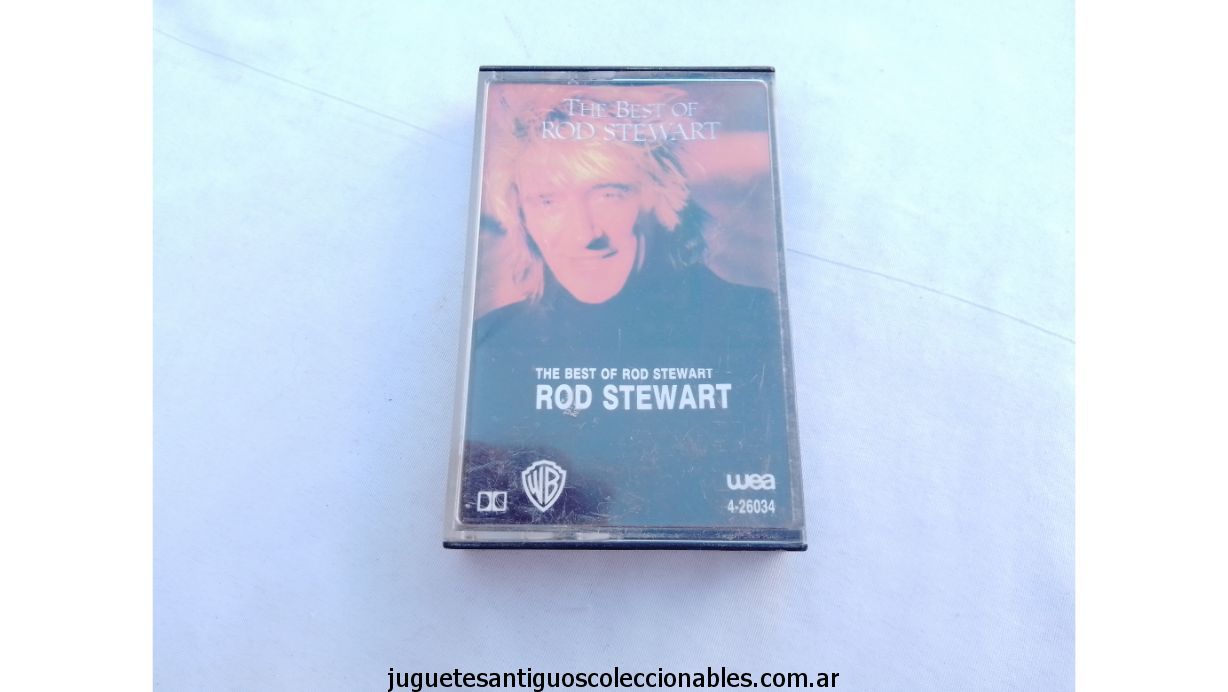 THE BEST OF
ROD STEWART
THE BEST OF ROD STEWART
ROD STEWART
WB
wea
4-26034
juguetesantiguoscoleccionables.com.ar